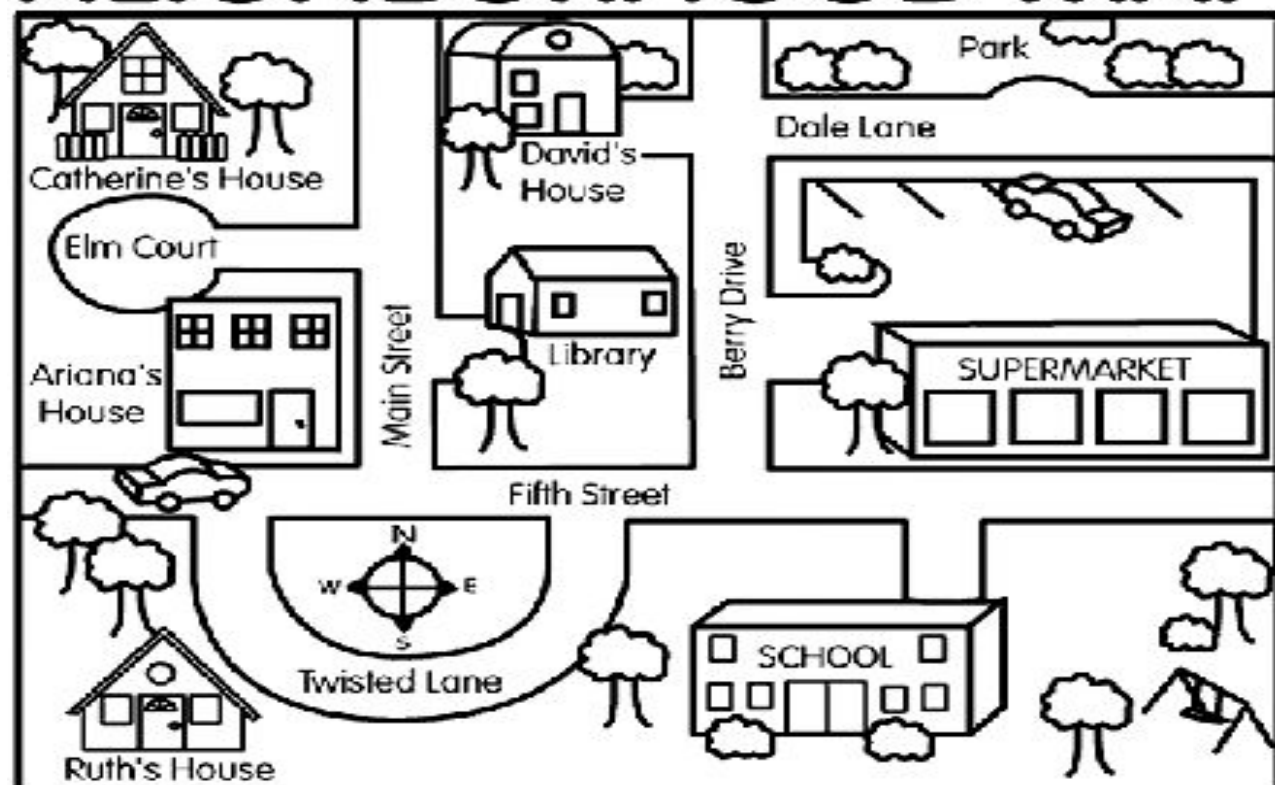 Park
Dale Lane
David's
House
Catherine's House
Elm Court
Berry Drive
Main Street
Library
SUPERMARKET
Ariana's
House
Fifth Street
N
W E
S
SCHOOL
Twisted Lane
Ruth's House